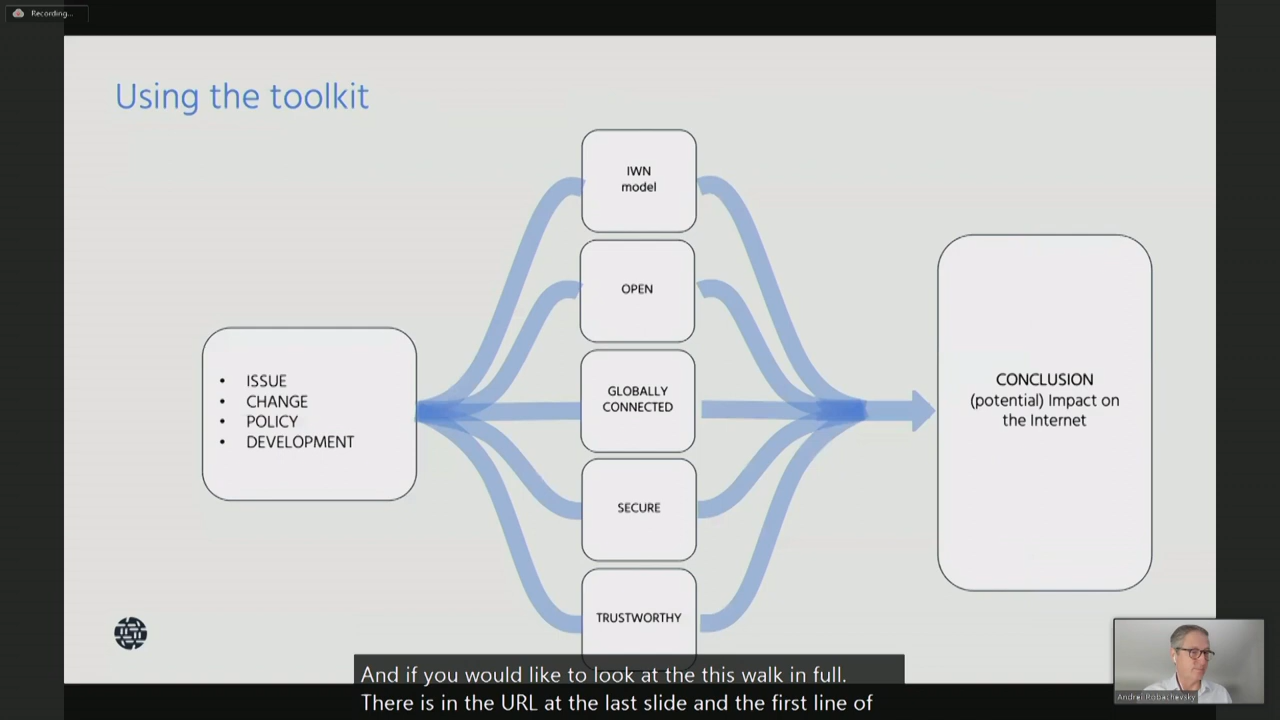 Recording...
Using the toolkit
IWN
model
OPEN
GLOBALLY
CONNECTED
SECURE
TRUSTWORTHY
• ISSUE
• CHANGE
• POLICY
• DEVELOPMENT
CONCLUSION
(potential) Impact on
the Internet
And if you would like to look at the this walk in full.
There is in the URL at the last slide and the first line of
Andrei Robachevsky